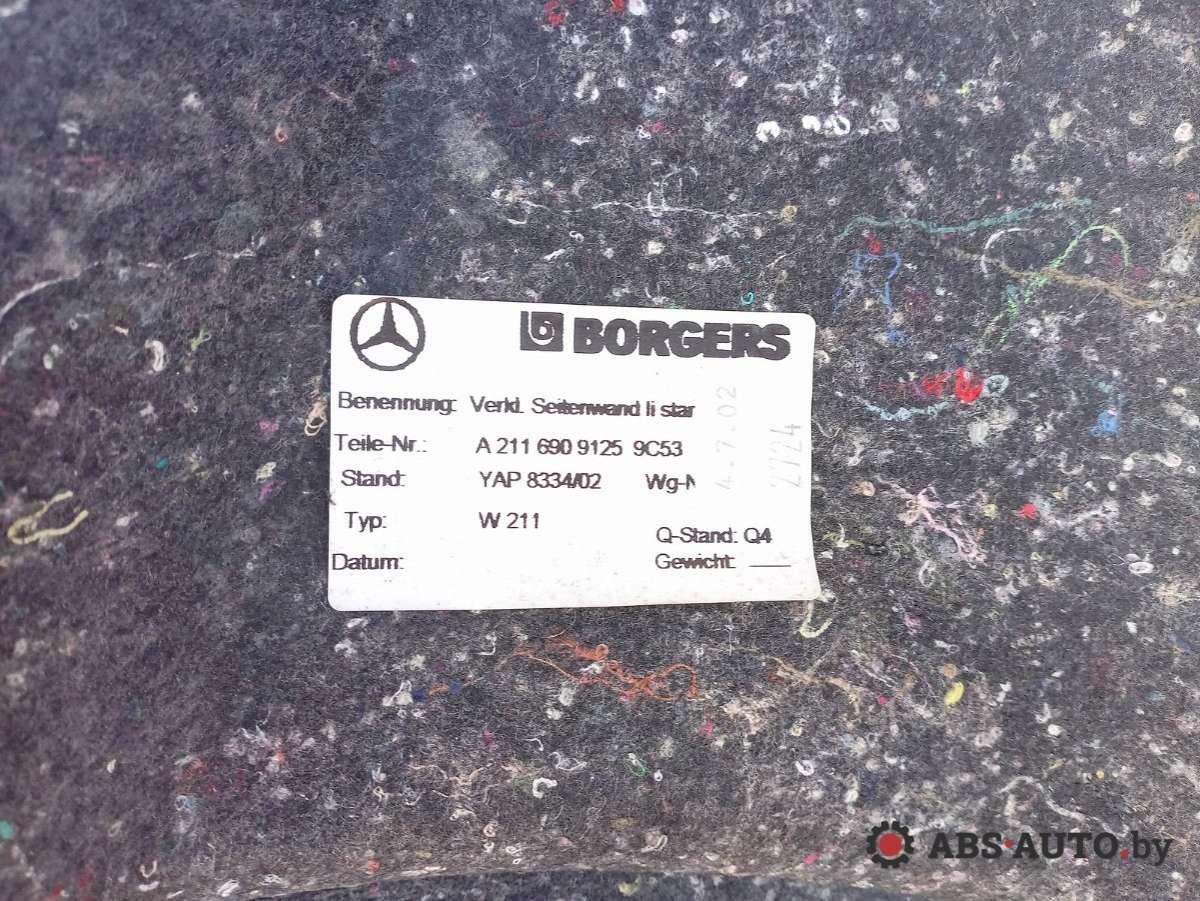 BORGERS
Benennung: Verkl. Seitenwand li star
Teile-Nr.: A 211 690 9125 9C53
Stand: YAP 8334/02 Wg-N
Typ: W 211
Q-Stand: Q4
Datum:
Gewicht: ___
4.7.02
2724
ABS·AUTO.by